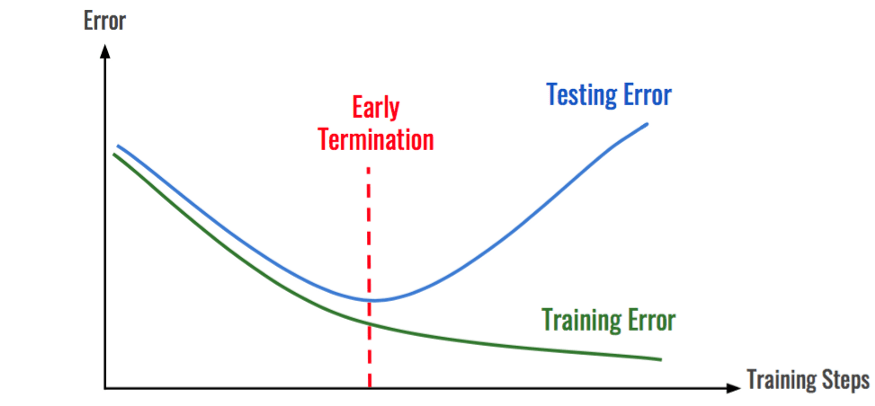 Error
Testing Error
Early
Termination
Training Error
Training Steps